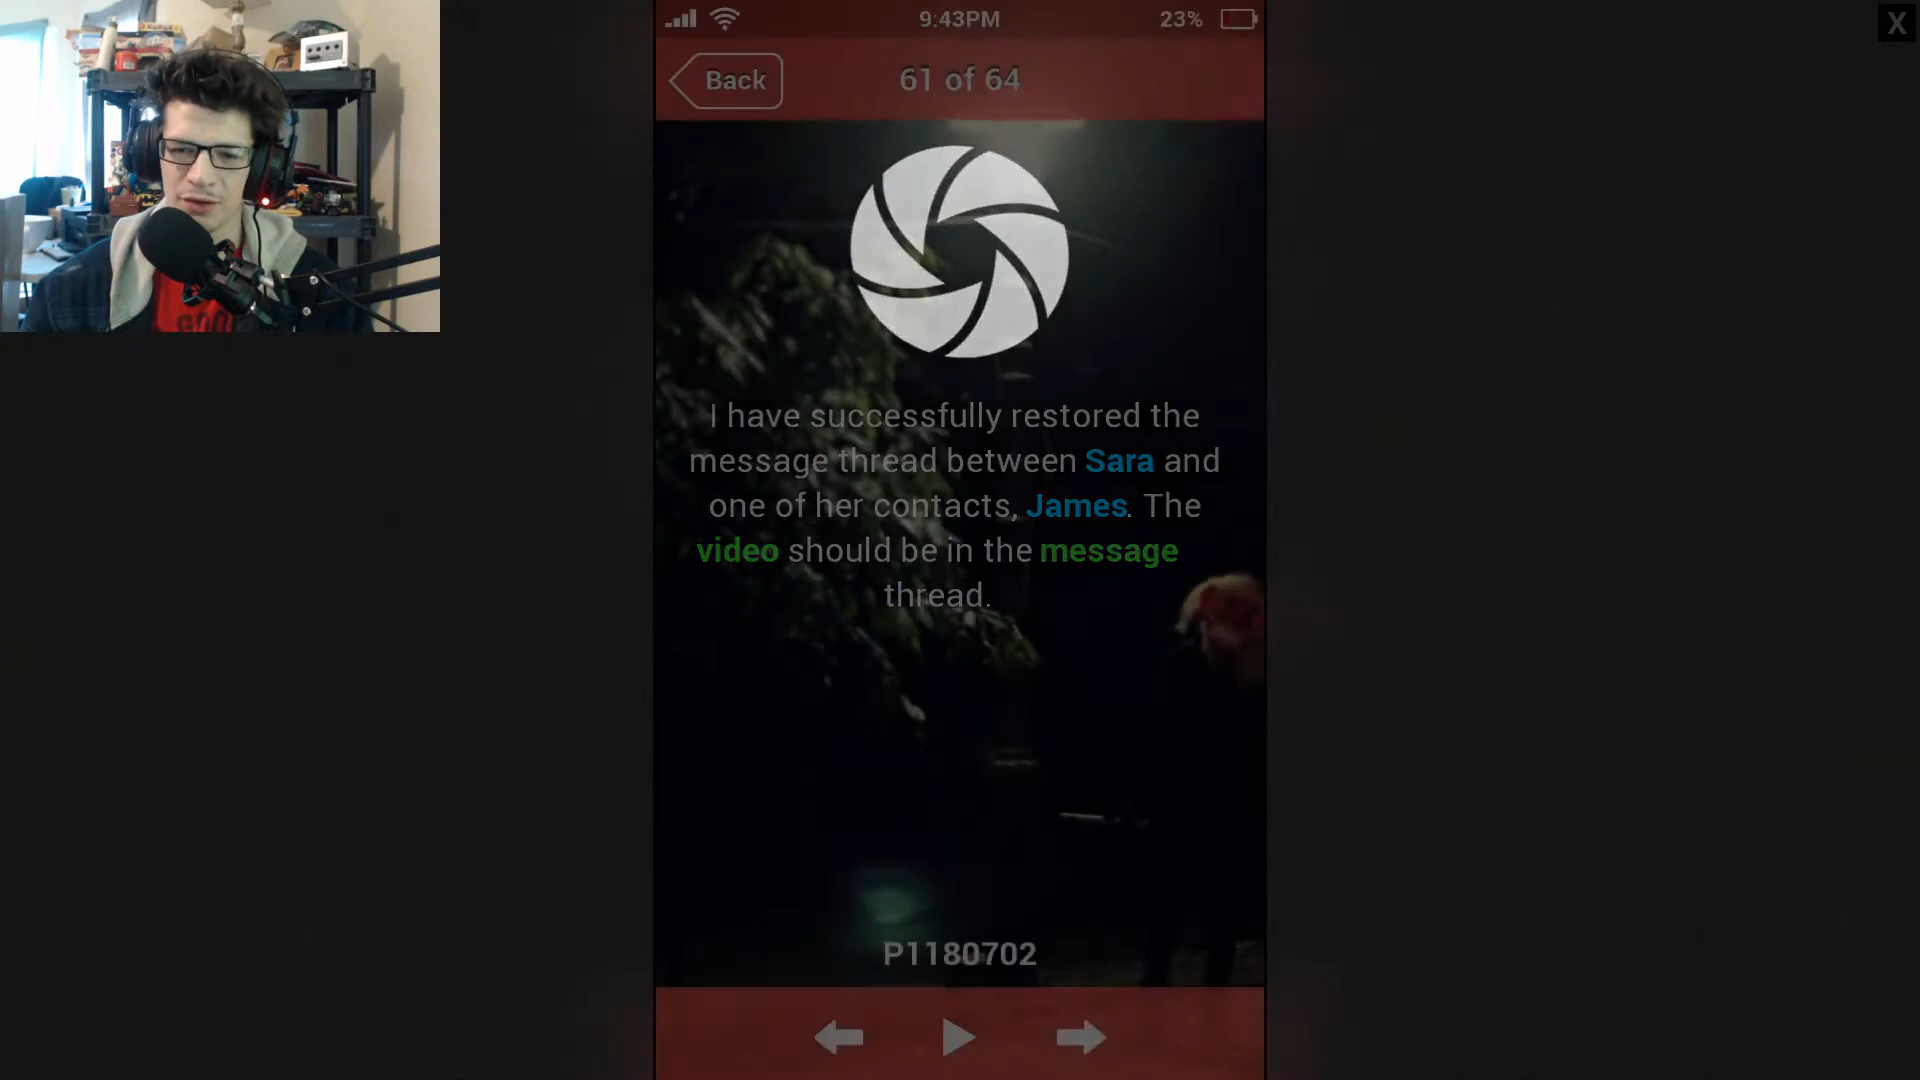 9:43PM
23%
X
Back
61 of 64
I have successfully restored the
message thread between Sara and
one of her contacts, James. The
video should be in the message
thread.
P1180702